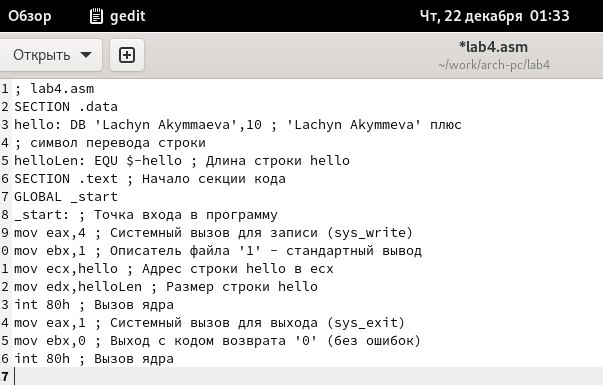 Обзор gedit Чт, 22 декабря 01:33
Открыть *lab4.asm
~/work/arch-pc/lab4
1 ; lab4.asm
2 SECTION .data
3 hello: DB 'Lachyn Akymmaeva',10 ; 'Lachyn Akymmeva' плюс
4 ; символ перевода строки
5 helloLen: EQU $-hello ; Длина строки hello
6 SECTION .text ; Начало секции кода
7 GLOBAL _start
8 _start: ; Точка входа в программу
9 mov eax,4 ; Системный вызов для записи (sys_write)
0 mov ebx,1 ; Описатель файла '1' - стандартный вывод
1 mov ecx,hello ; Адрес строки hello в ecx
2 mov edx,helloLen ; Размер строки hello
3 int 80h ; Вызов ядра
4 mov eax,1 ; Системный вызов для выхода (sys_exit)
5 mov ebx,0 ; Выход с кодом возврата '0' (без ошибок)
6 int 80h ; Вызов ядра
7